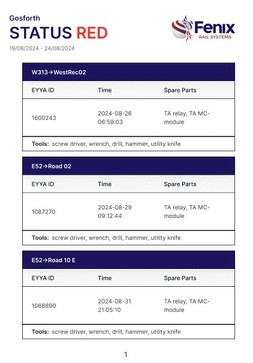 Gosforth
STATUS RED
19/08/2024 - 24/08/2024
Fenix
RAIL SYSTEMS
W313→WestRec02
EYYA ID Time Spare Parts
1600243 2024-08-26 06:59:03 TA relay, TA MC-module
Tools: screw driver, wrench, drill, hammer, utility knife
E52→Road 02
EYYA ID Time Spare Parts
1087270 2024-08-29 09:12:44 TA relay, TA MC-module
Tools: screw driver, wrench, drill, hammer, utility knife
E52→Road 10 E
EYYA ID Time Spare Parts
1068890 2024-08-31 21:05:10 TA relay, TA MC-module
Tools: screw driver, wrench, drill, hammer, utility knife
1